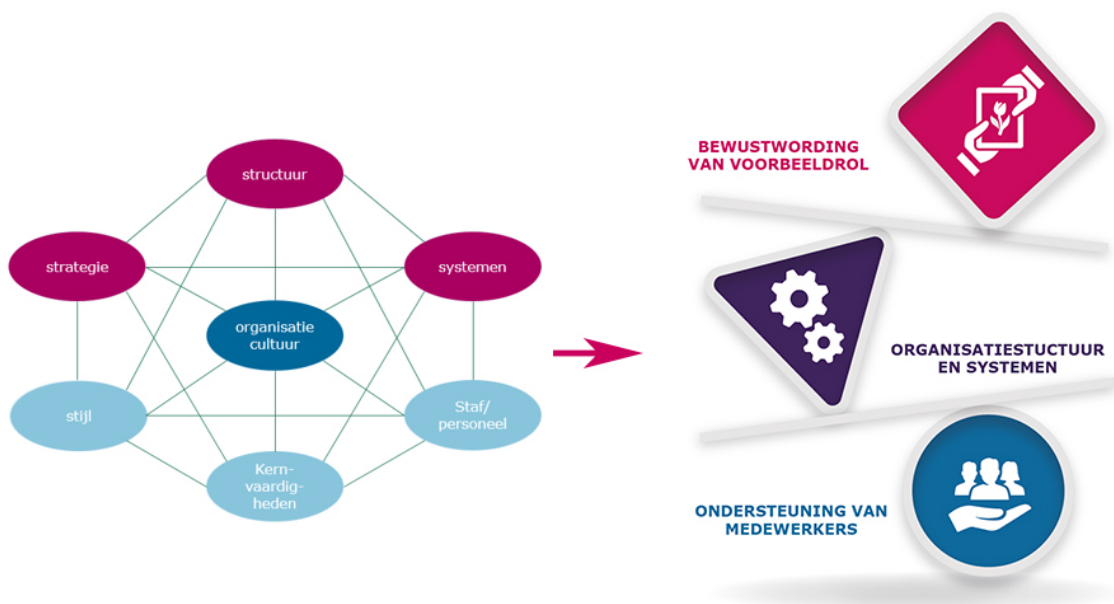 structuur
strategie
systemen
organisatie
cultuur
stijl
Staf/
personeel
Kern-
vaardig-
heden
BEWUSTWORDING
VAN VOORBEELDROL
ORGANISATIESTUCTUUR
EN SYSTEMEN
ONDERSTEUNING VAN
MEDEWERKERS